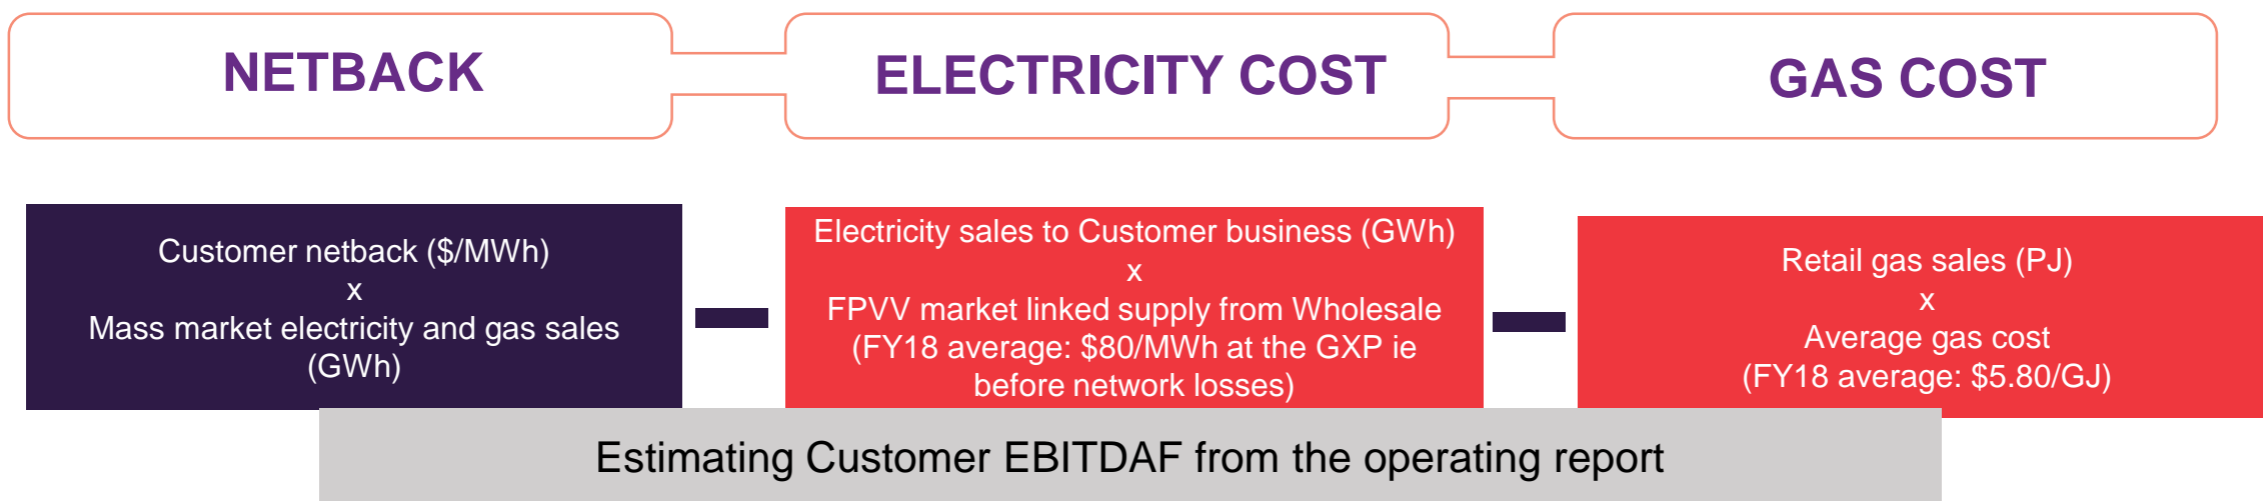 NETBACK
ELECTRICITY COST
GAS COST
Customer netback ($/MWh)
x
Mass market electricity and gas sales
(GWh)
Electricity sales to Customer business (GWh)
x
FPVV market linked supply from Wholesale
(FY18 average: $80/MWh at the GXP ie
before network losses)
Retail gas sales (PJ)
x
Average gas cost
(FY18 average: $5.80/GJ)
Estimating Customer EBITDAF from the operating report